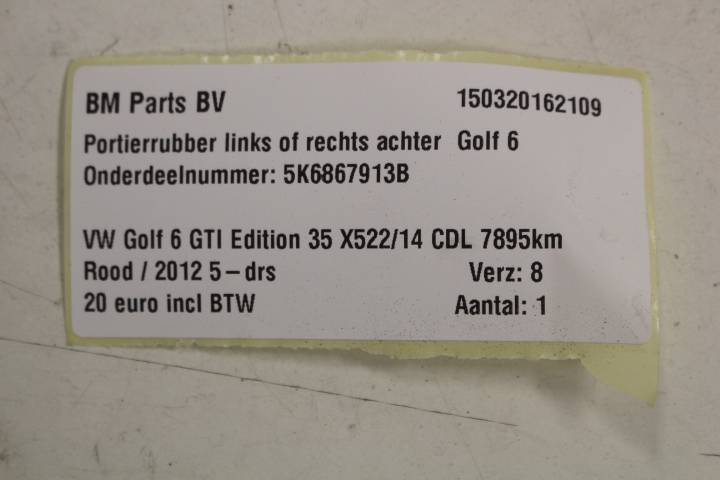 BM Parts BV 150320162109
Portierrubber links of rechts achter Golf 6
Onderdeelnummer: 5K6867913B
VW Golf 6 GTI Edition 35 X522/14 CDL 7895km
Rood / 2012 5-drs Verz: 8
20 euro incl BTW Aantal: 1